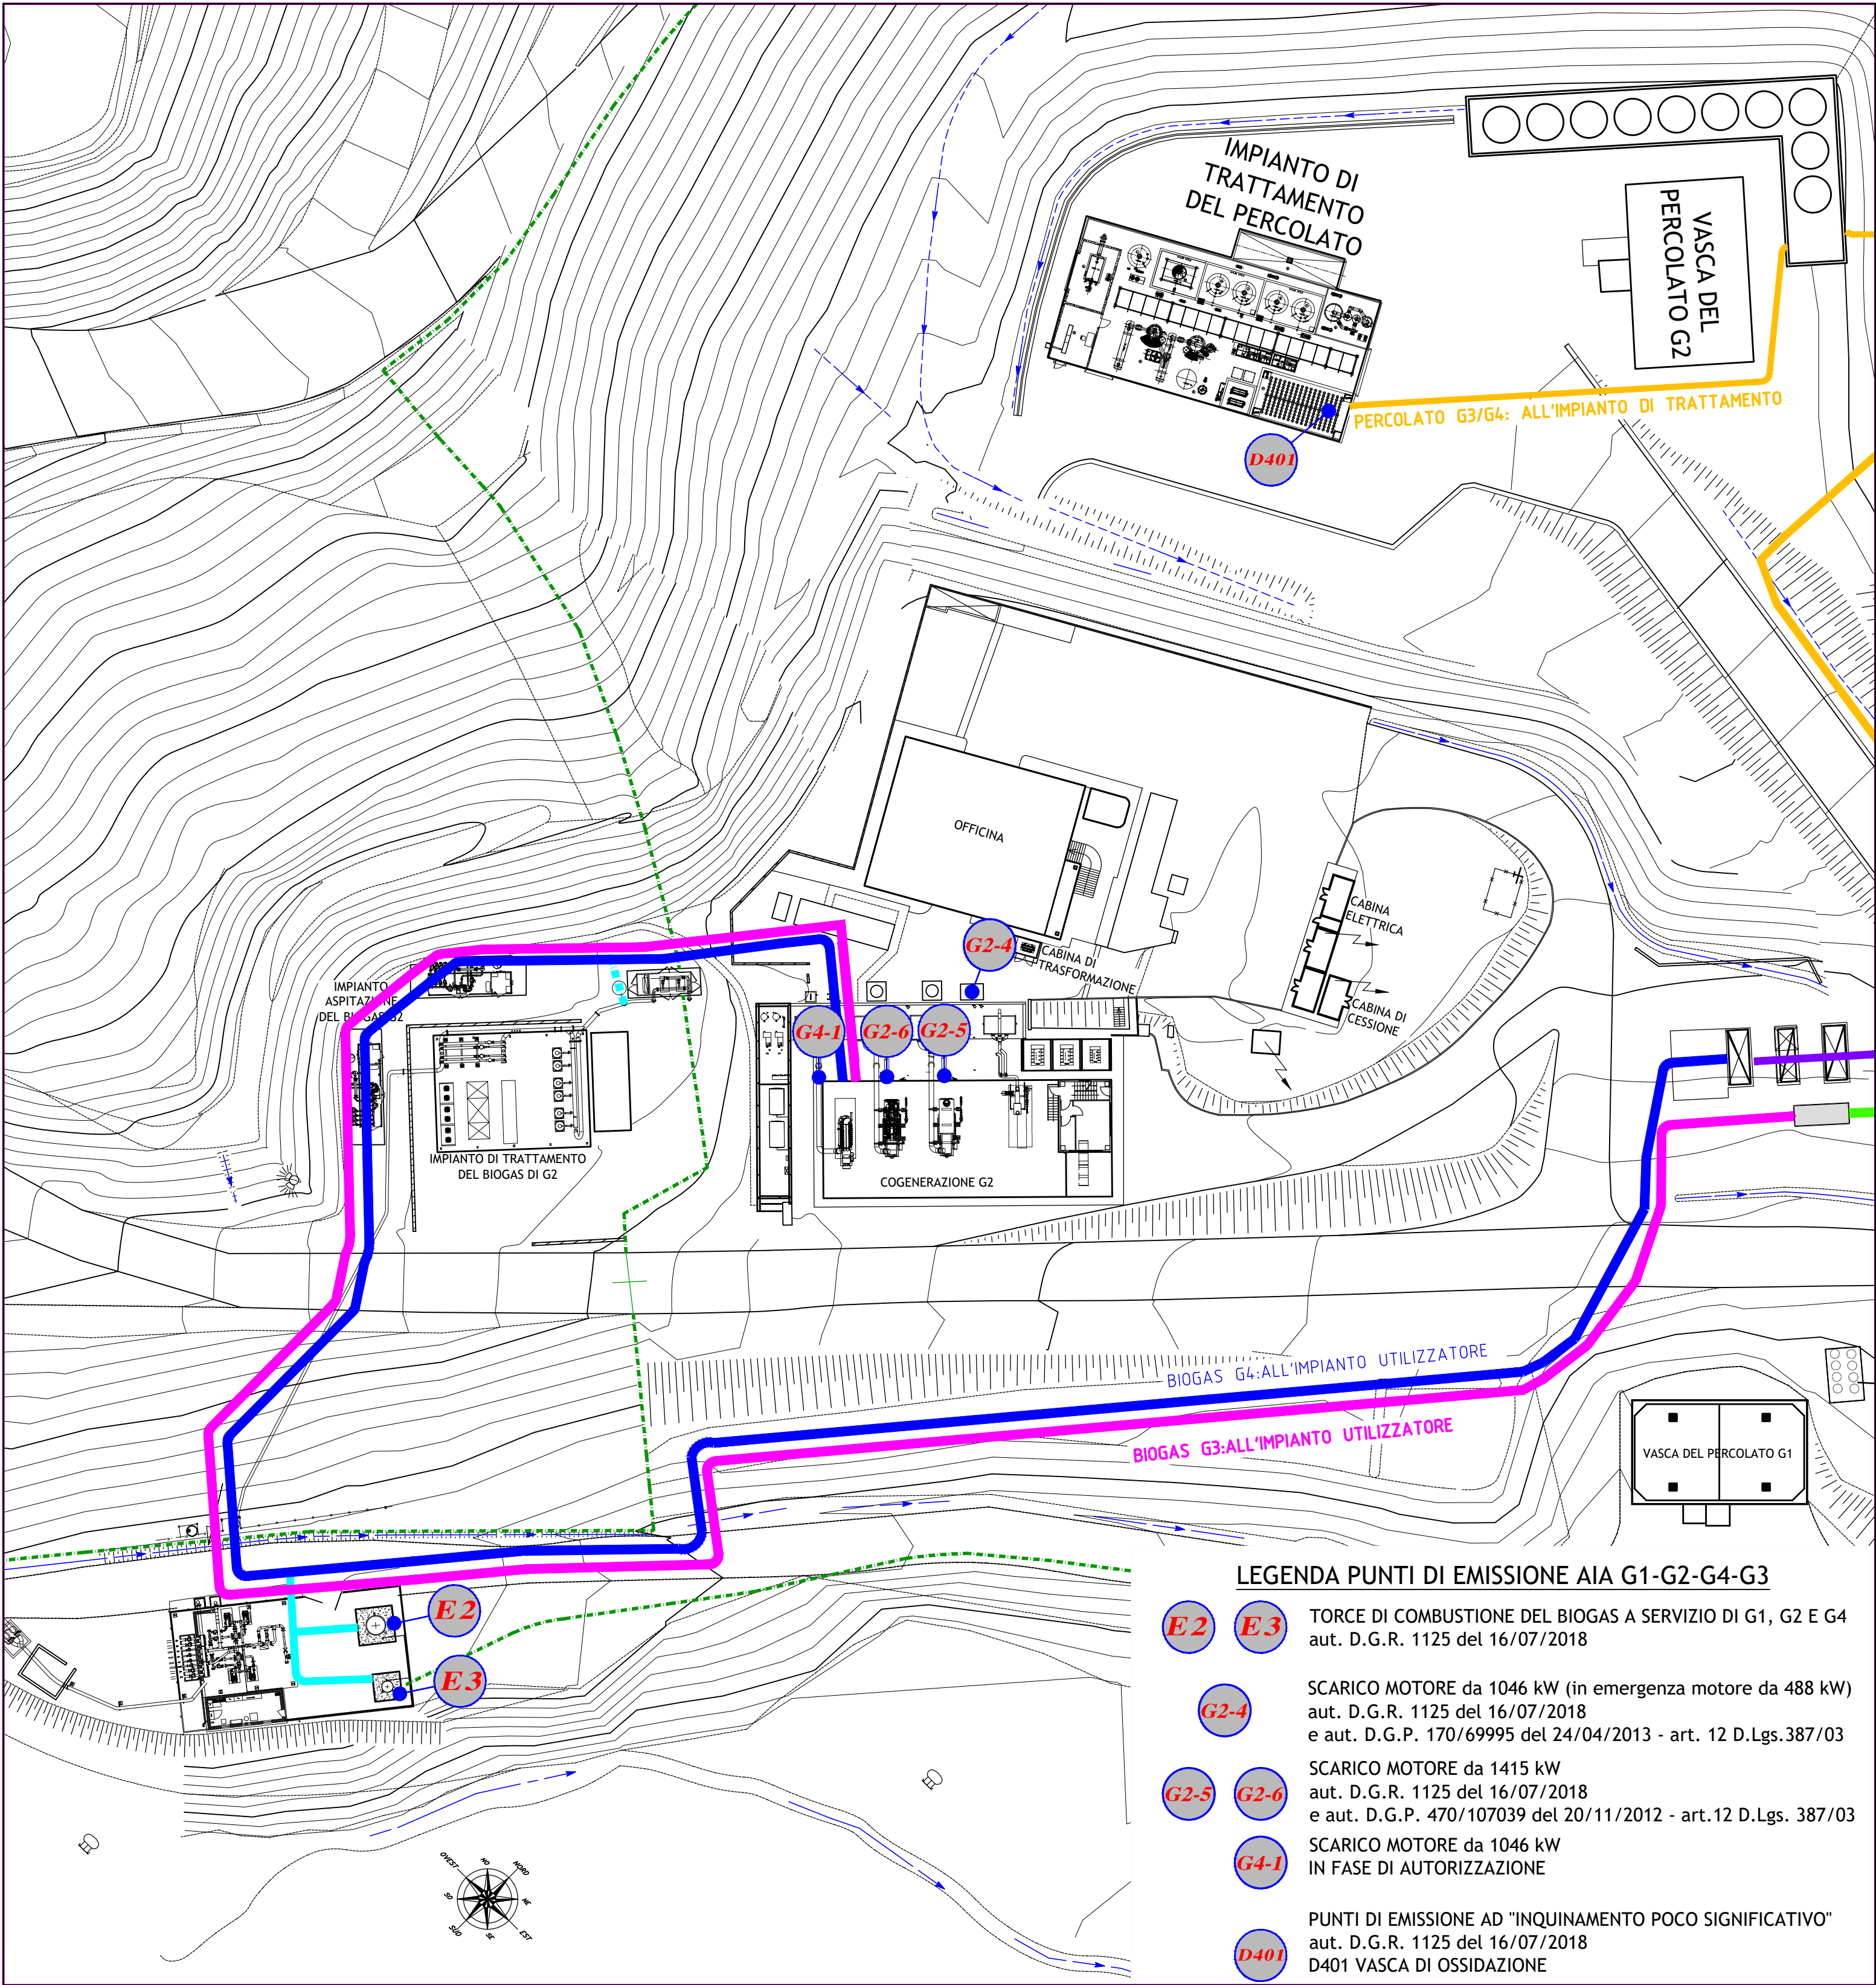 IMPIANTO DI
TRATTAMENTO
DEL PERCOLATO
VASCA DEL
PERCOLATO G2
PERCOLATO G3/G4: ALL'IMPIANTO DI TRATTAMENTO
D401
OFFICINA
CABINA
ELETTRICA
G2-4
CABINA DI
TRASFORMAZIONE
IMPIANTO
ASPITAZIONE
DEL BIOGAS G2
CABINA DI
CESSIONE
G4-1
G2-6
G2-5
IMPIANTO DI TRATTAMENTO
DEL BIOGAS DI G2
COGENERAZIONE G2
BIOGAS G4:ALL'IMPIANTO UTILIZZATORE
BIOGAS G3:ALL'IMPIANTO UTILIZZATORE
VASCA DEL PERCOLATO G1
E2
E3
LEGENDA PUNTI DI EMISSIONE AIA G1-G2-G4-G3
E2 E3
TORCE DI COMBUSTIONE DEL BIOGAS A SERVIZIO DI G1, G2 E G4
aut. D.G.R. 1125 del 16/07/2018
G2-4
SCARICO MOTORE da 1046 kW (in emergenza motore da 488 kW)
aut. D.G.R. 1125 del 16/07/2018
e aut. D.G.P. 170/69995 del 24/04/2013 - art. 12 D.Lgs.387/03
G2-5 G2-6
SCARICO MOTORE da 1415 kW
aut. D.G.R. 1125 del 16/07/2018
e aut. D.G.P. 470/107039 del 20/11/2012 - art.12 D.Lgs. 387/03
G4-1
SCARICO MOTORE da 1046 kW
IN FASE DI AUTORIZZAZIONE
D401
PUNTI DI EMISSIONE AD "INQUINAMENTO POCO SIGNIFICATIVO"
aut. D.G.R. 1125 del 16/07/2018
D401 VASCA DI OSSIDAZIONE
OVEST
NO
NORD
SO
NE
SUD
SE
EST